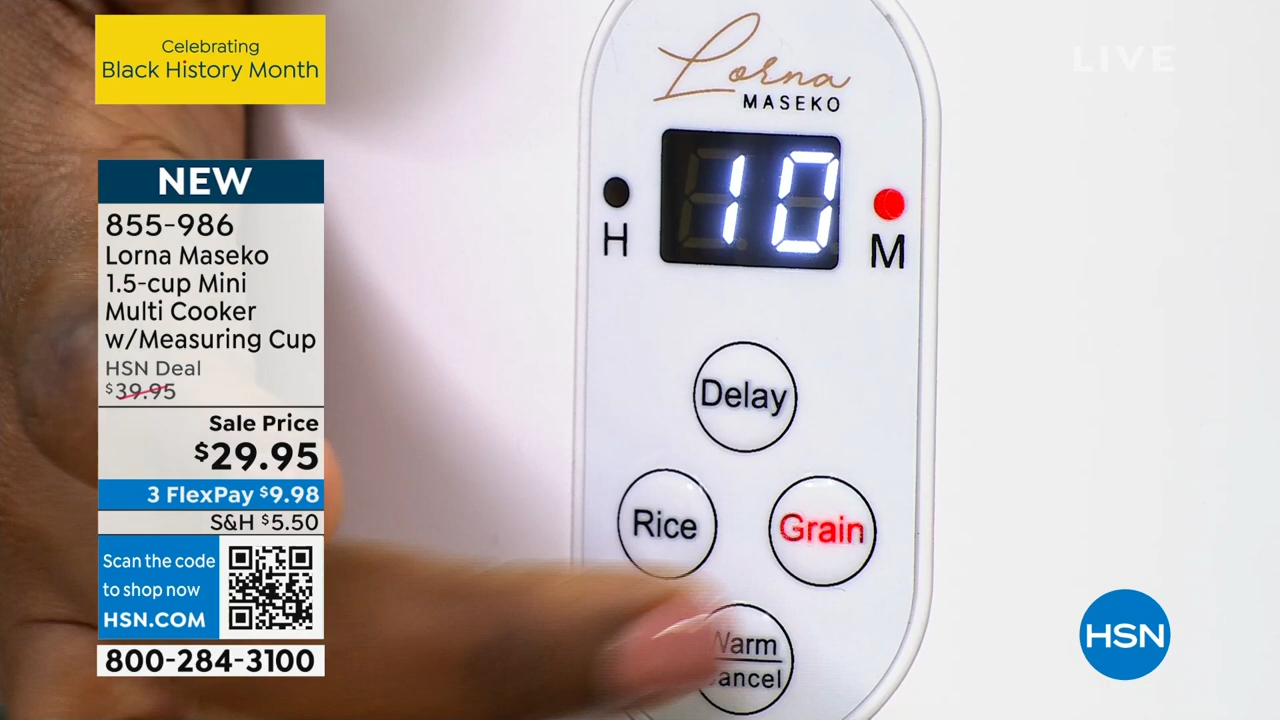 Celebrating
Black History Month
NEW
855-986
Lorna Maseko
1.5-cup Mini
Multi Cooker
w/Measuring Cup
HSN Deal
$39.95
Sale Price
$29.95
3 FlexPay $9.98
S&H $5.50
Scan the code
to shop now
HSN.COM
800-284-3100
Lorna
MASEKO
10
H
M
Delay
Rice
Grain
Warm
ancel
LIVE
HSN